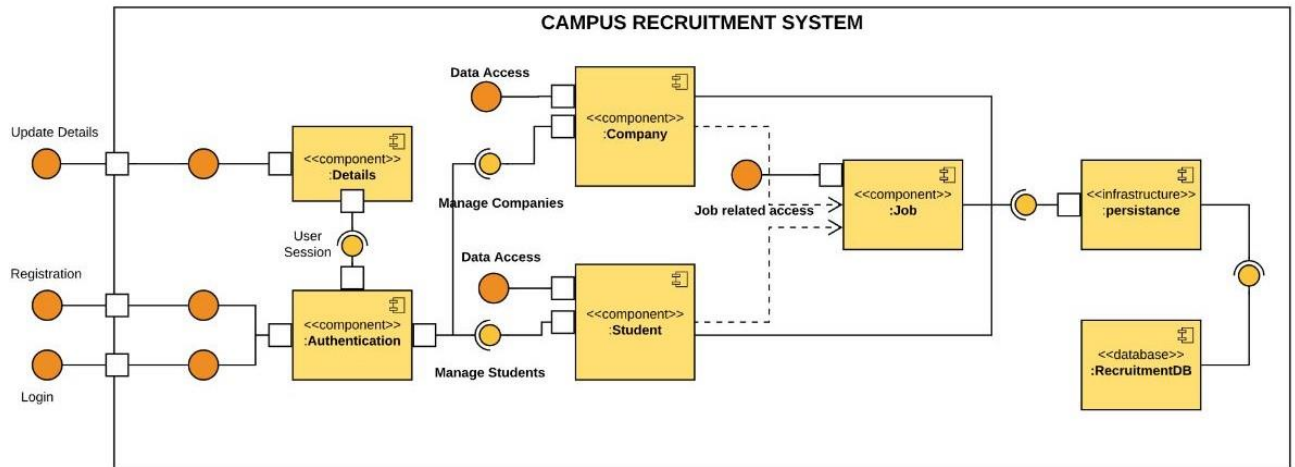 CAMPUS RECRUITMENT SYSTEM
Update Details
<<component>>
:Details
User
Session
Registration
Login
<<component>>
:Authentication
Data Access
<<component>>
:Company
Manage Companies
Data Access
<<component>>
:Student
Manage Students
Job related access
<<component>>
:Job
<<infrastructure>>
:persistance
<<database>>
:RecruitmentDB